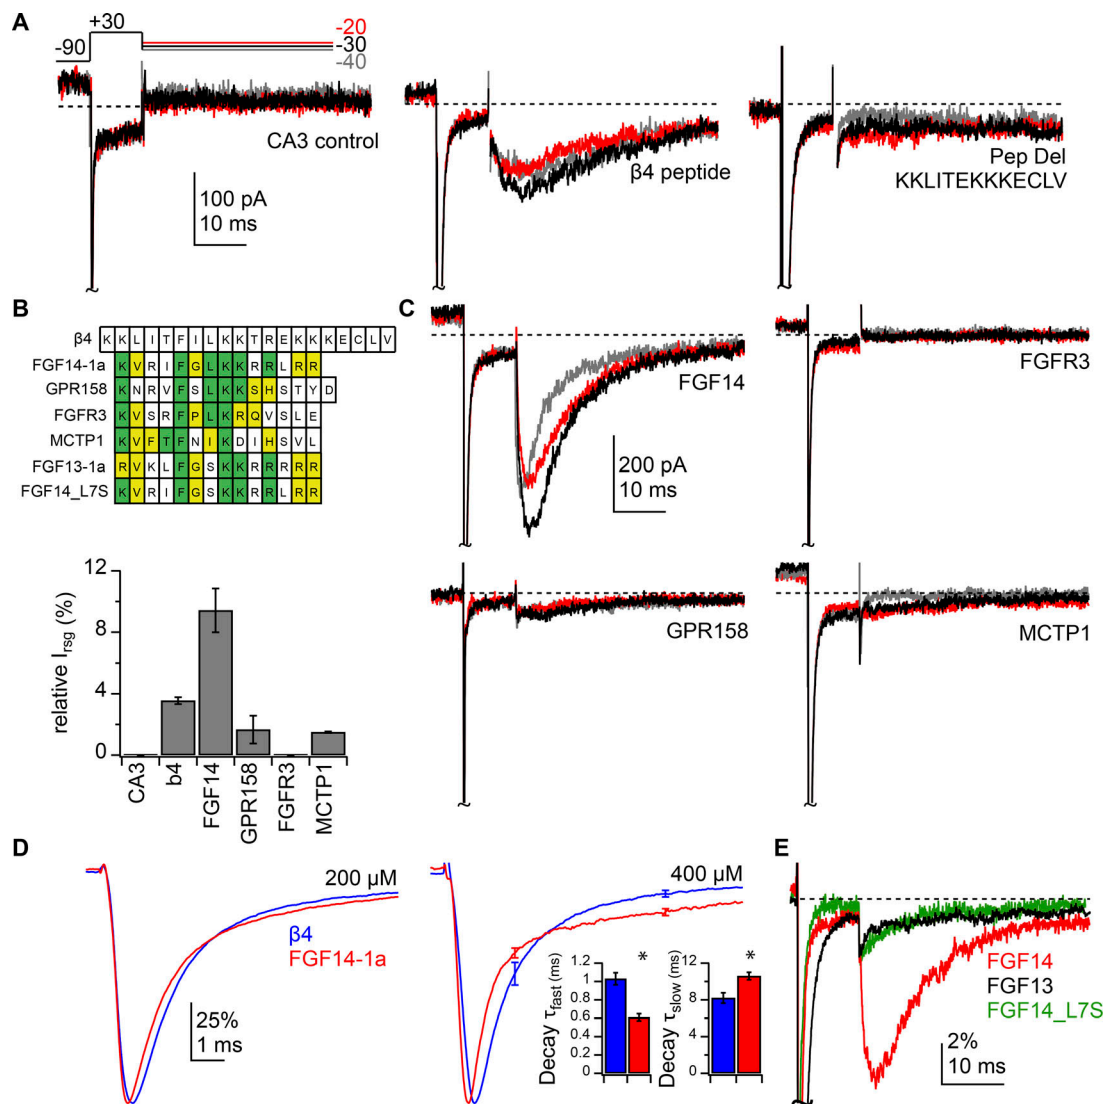 A
+30
-90
-20
-30
-40
CA3 control
100 pA
10 ms
β4 peptide
Pep Del
KKLITEKKKECLV
B
β4 K K L I T F I L K K T R E K K K E C L V
FGF14-1a K V R I F G L K K R R L R R
GPR158 K N R V F S L K K S H S T Y D
FGFR3 K V S R F P L K R Q V S L E
MCTP1 K V F T F N I K D I H S V L
FGF13-1a R V K L F G S K K R R R R R
FGF14_L7S K V R I F G S K K R R L R R
relative Irsg (%)
12
8
4
0
CA3
b4
FGF14
GPR158
FGFR3
MCTP1
C
FGF14
200 pA
10 ms
FGFR3
GPR158
MCTP1
D
200 µM
β4
FGF14-1a
25%
1 ms
400 µM
Decay τfast (ms)
1.2
1
0.8
0.6
0.4
0.2
0
*
Decay τslow (ms)
12
9
6
3
0
*
E
FGF14
FGF13
FGF14_L7S
2%
10 ms